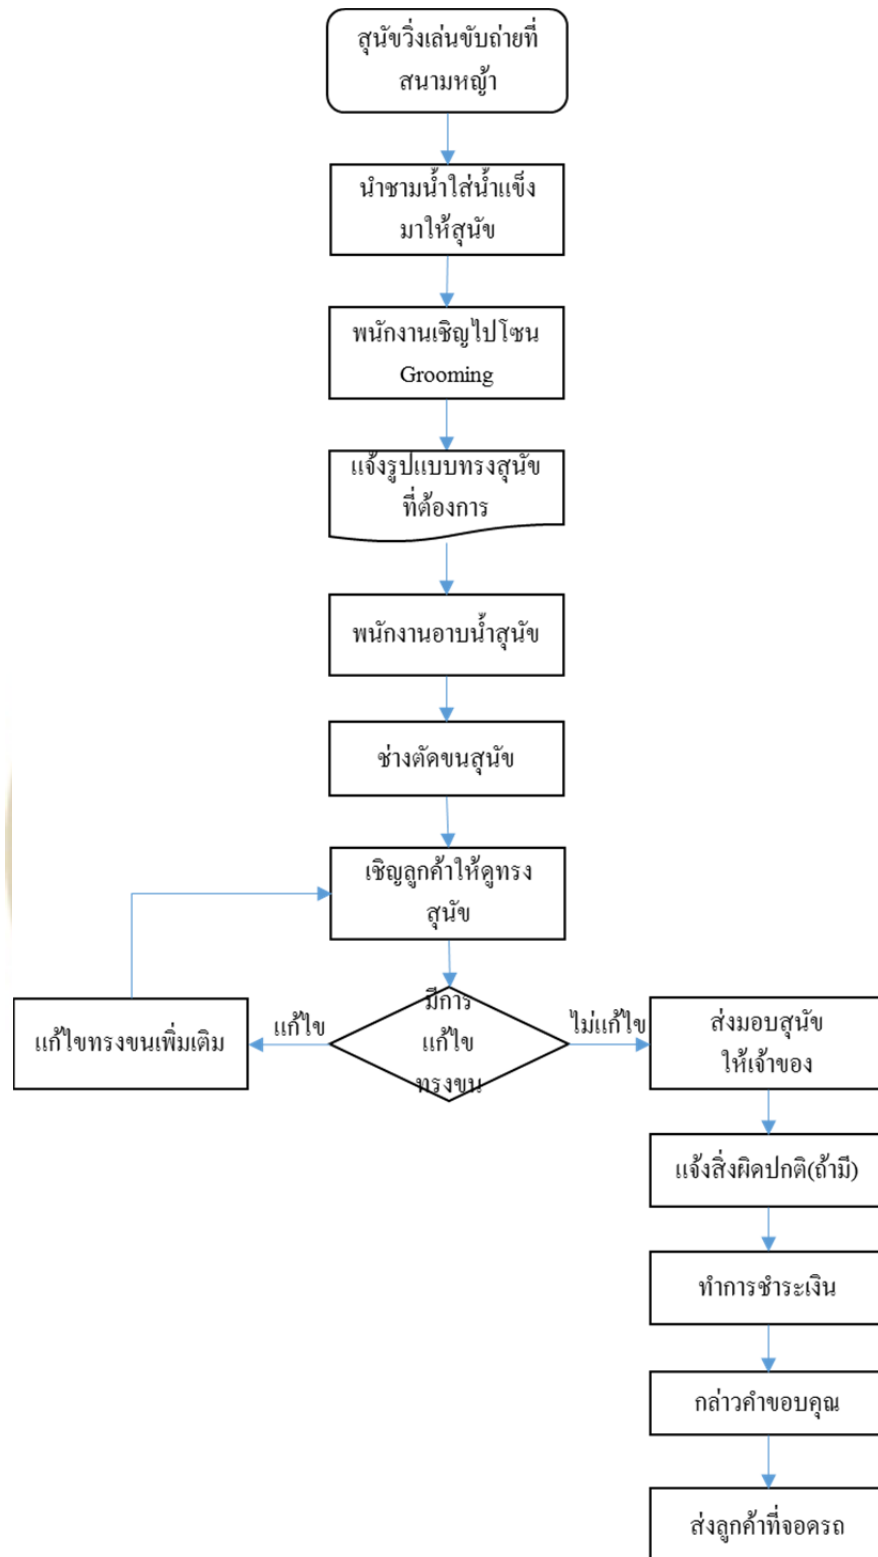 สุนัขวิ่งเล่นขับถ่ายที่
สนามหญ้า
นำชามน้ำใส่น้ำแข็ง
มาให้สุนัข
พนักงานเชิญไปโซน
Grooming
แจ้งรูปแบบทรงสุนัข
ที่ต้องการ
พนักงานอาบน้ำสุนัข
ช่างตัดขนสุนัข
เชิญลูกค้าให้ดูทรง
สุนัข
มีการ
แก้ไข
ทรงขน
แก้ไข
แก้ไขทรงขนเพิ่มเติม
ไม่แก้ไข
ส่งมอบสุนัข
ให้เจ้าของ
แจ้งสิ่งผิดปกติ(ถ้ามี)
ทำการชำระเงิน
กล่าวคำขอบคุณ
ส่งลูกค้าที่จอดรถ